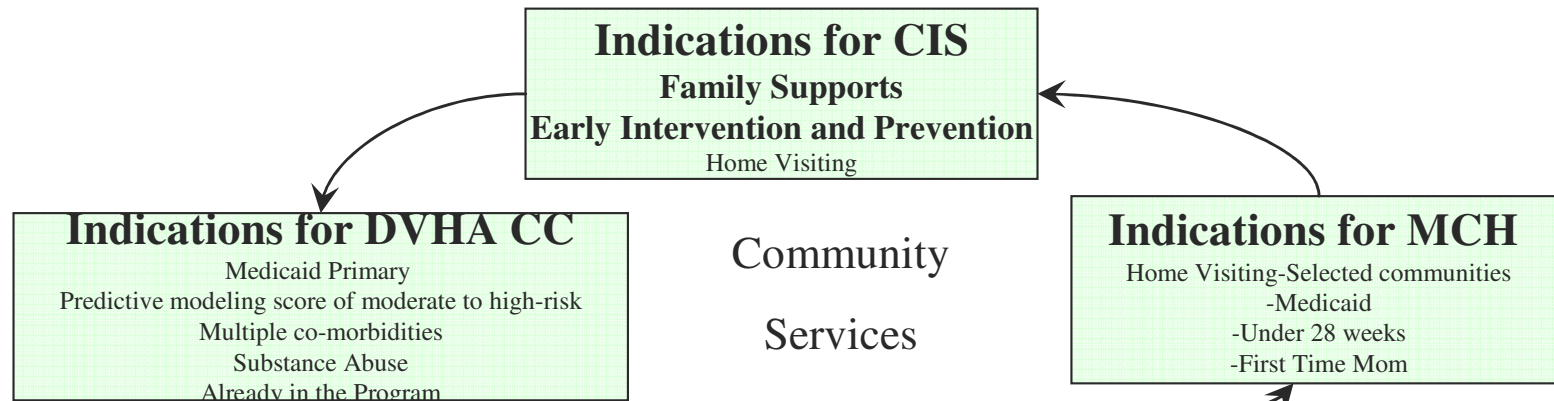 Indications for CIS
Family Supports
Early Intervention and Prevention
Home Visiting
Indications for DVHA CC
Medicaid Primary
Predictive modeling score of moderate to high-risk
Multiple co-morbidities
Substance Abuse
Already in the Program
Community
Services
Indications for MCH
Home Visiting-Selected communities
-Medicaid
-Under 28 weeks
-First Time Mom